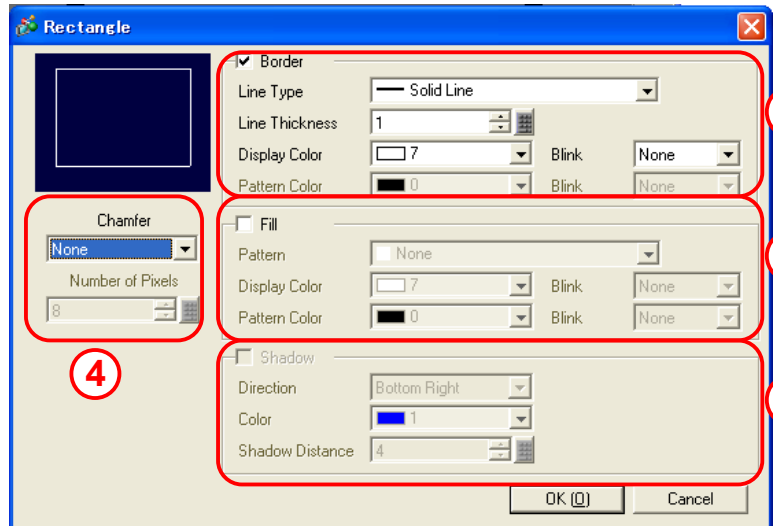 Rectangle
Border
Line Type Solid Line
Line Thickness 1
Display Color 7 Blink None
Pattern Color 0 Blink None
Chamfer
None
Number of Pixels
8
Fill
Pattern None
Display Color 7 Blink None
Pattern Color 0 Blink None
4
Shadow
Direction Bottom Right
Color 1
Shadow Distance 4
OK (O) Cancel